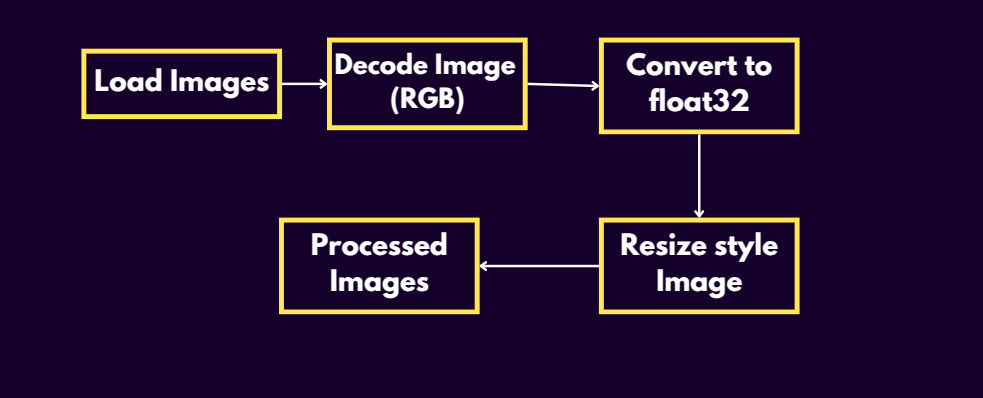 Load Images
Decode Image
(RGB)
Convert to
float32
Resize style
Image
Processed
Images